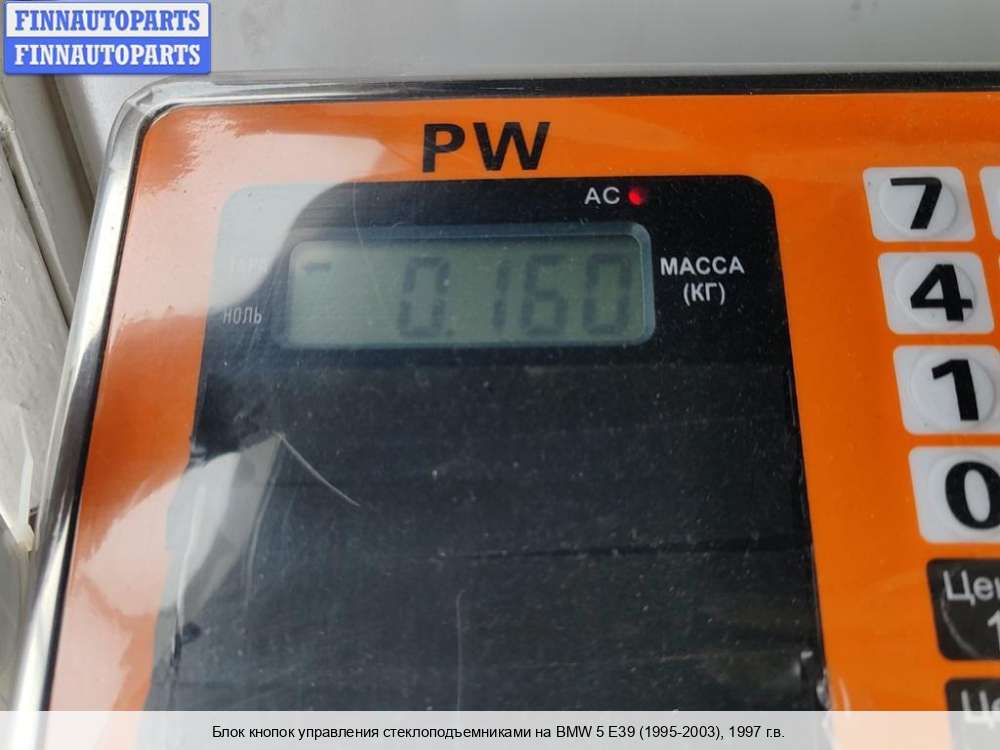 FINNAUTOPARTS
FINNAUTOPARTS
PW
AC
7
0.160
МАССА
(КГ)
НОЛЬ
4
1
0
Блок кнопок управления стеклоподъемниками на BMW 5 E39 (1995-2003), 1997 г.в.